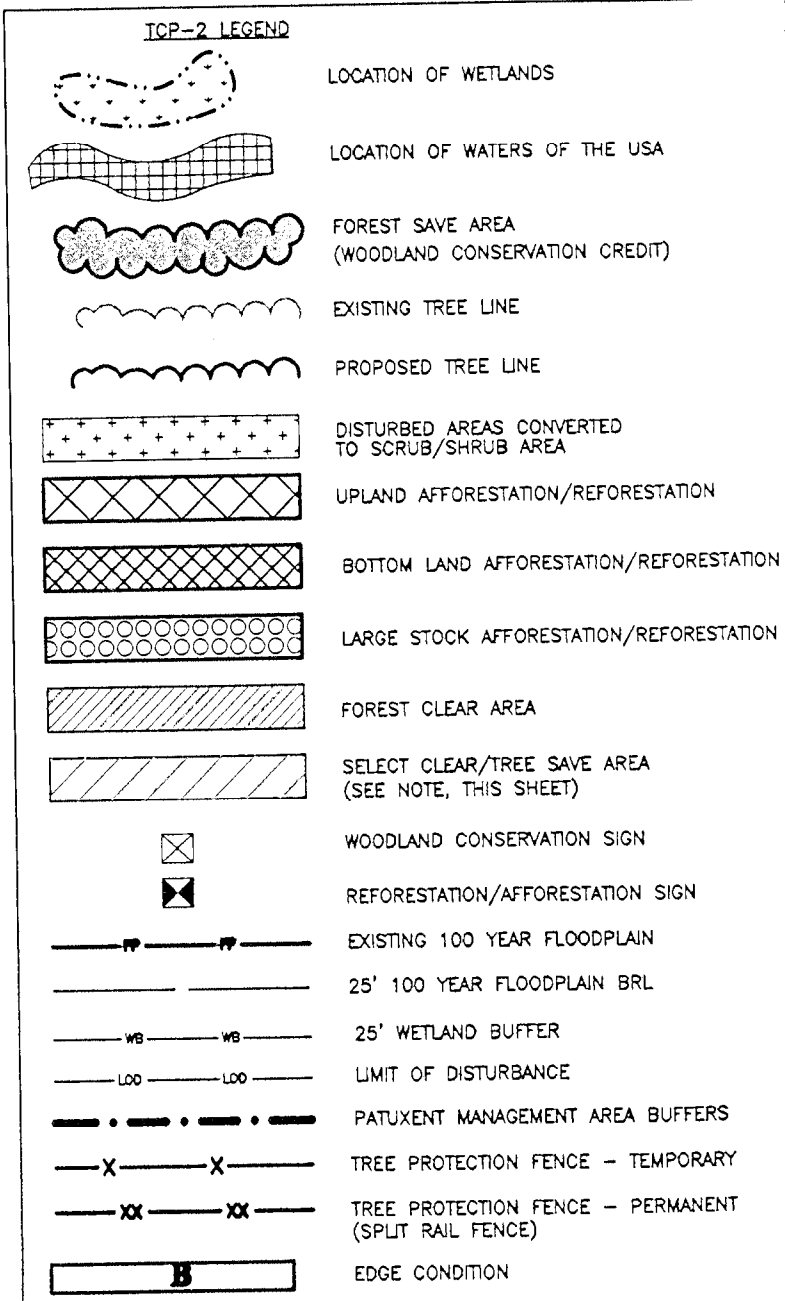 TCP-2 LEGEND
LOCATION OF WETLANDS
LOCATION OF WATERS OF THE USA
FOREST SAVE AREA
(WOODLAND CONSERVATION CREDIT)
EXISTING TREE LINE
PROPOSED TREE LINE
DISTURBED AREAS CONVERTED
TO SCRUB/SHRUB AREA
UPLAND AFFORESTATION/REFORESTATION
BOTTOM LAND AFFORESTATION/REFORESTATION
LARGE STOCK AFFORESTATION/REFORESTATION
FOREST CLEAR AREA
SELECT CLEAR/TREE SAVE AREA
(SEE NOTE, THIS SHEET)
WOODLAND CONSERVATION SIGN
REFORESTATION/AFFORESTATION SIGN
FP FP EXISTING 100 YEAR FLOODPLAIN
25' 100 YEAR FLOODPLAIN BRL
WB WB 25' WETLAND BUFFER
LOD LOD LIMIT OF DISTURBANCE
PATUXENT MANAGEMENT AREA BUFFERS
X X TREE PROTECTION FENCE - TEMPORARY
XX XX TREE PROTECTION FENCE - PERMANENT
(SPLIT RAIL FENCE)
B EDGE CONDITION